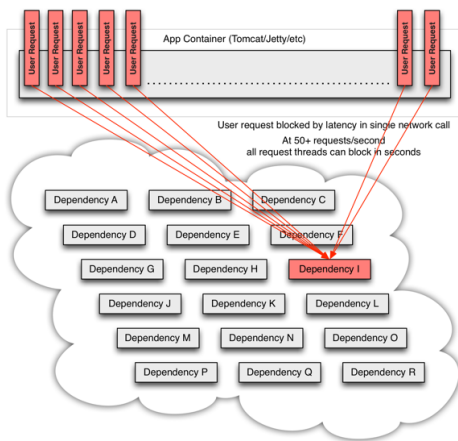 User Request
User Request
User Request
User Request
User Request
User Request
User Request
App Container (Tomcat/Jetty/etc)
User request blocked by latency in single network call
At 50+ requests/second
all request threads can block in seconds
Dependency A
Dependency B
Dependency C
Dependency D
Dependency E
Dependency F
Dependency G
Dependency H
Dependency I
Dependency J
Dependency K
Dependency L
Dependency M
Dependency N
Dependency O
Dependency P
Dependency Q
Dependency R